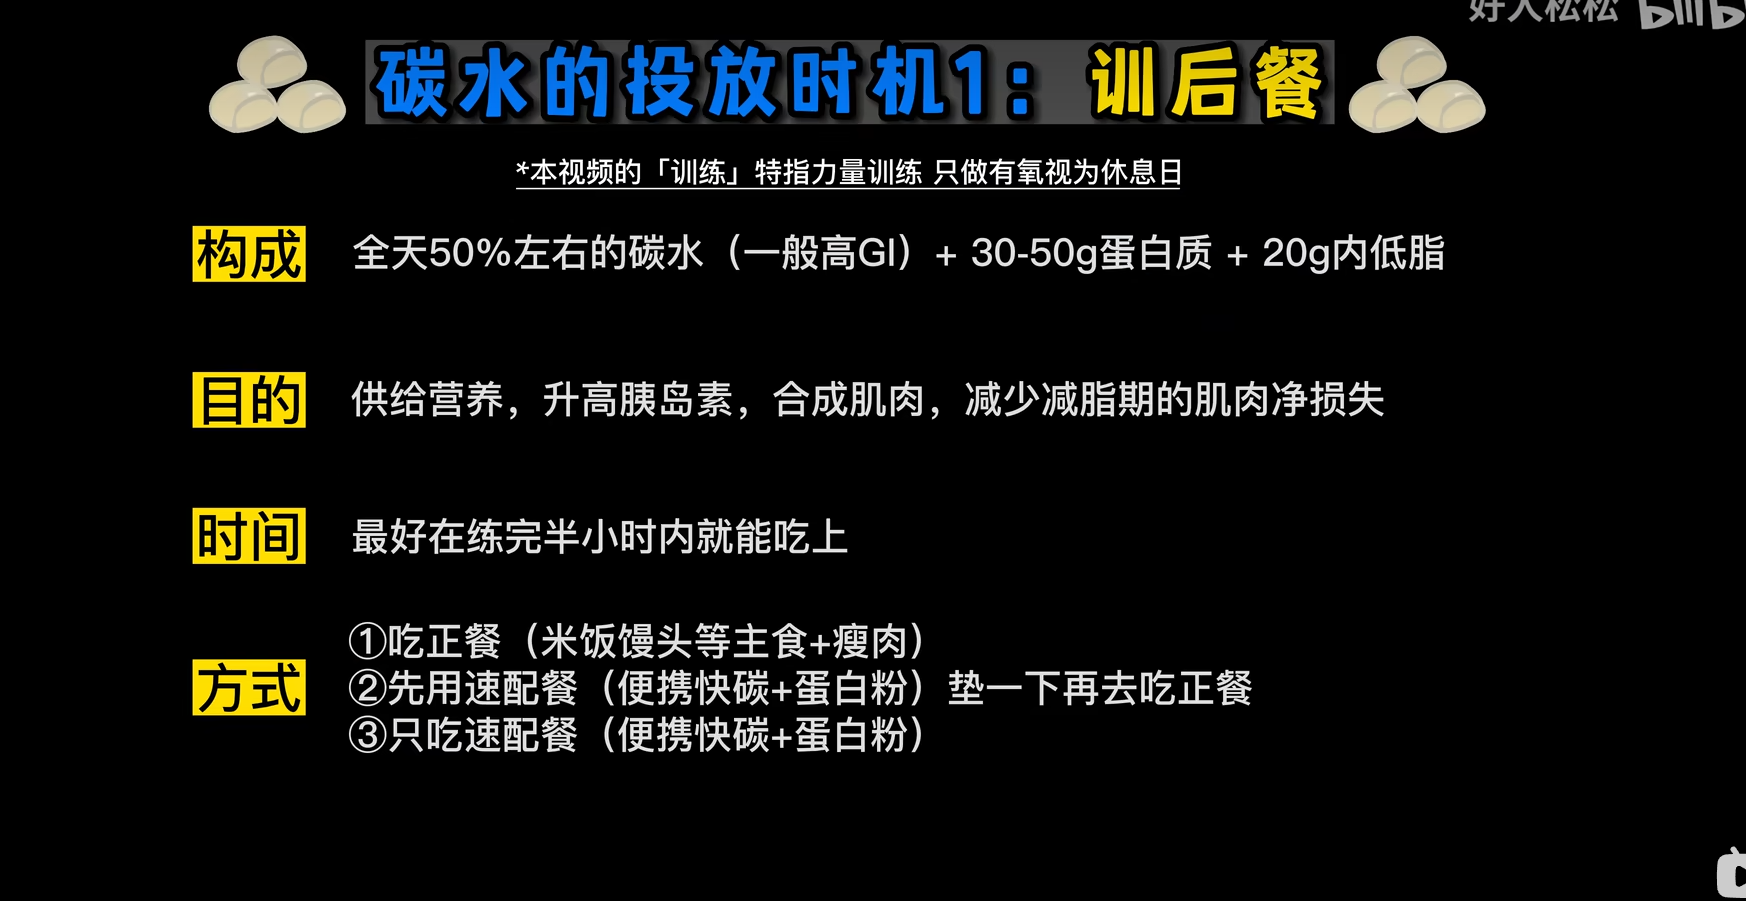 好人松松 bilib
碳水的投放时机1：训后餐
*本视频的「训练」特指力量训练 只做有氧视为休息日
构成 全天50%左右的碳水（一般高GI）+ 30-50g蛋白质 + 20g内低脂
目的 供给营养，升高胰岛素，合成肌肉，减少减脂期的肌肉净损失
时间 最好在练完半小时内就能吃上
方式
①吃正餐（米饭馒头等主食+瘦肉）
②先用速配餐（便携快碳+蛋白粉）垫一下再去吃正餐
③只吃速配餐（便携快碳+蛋白粉）